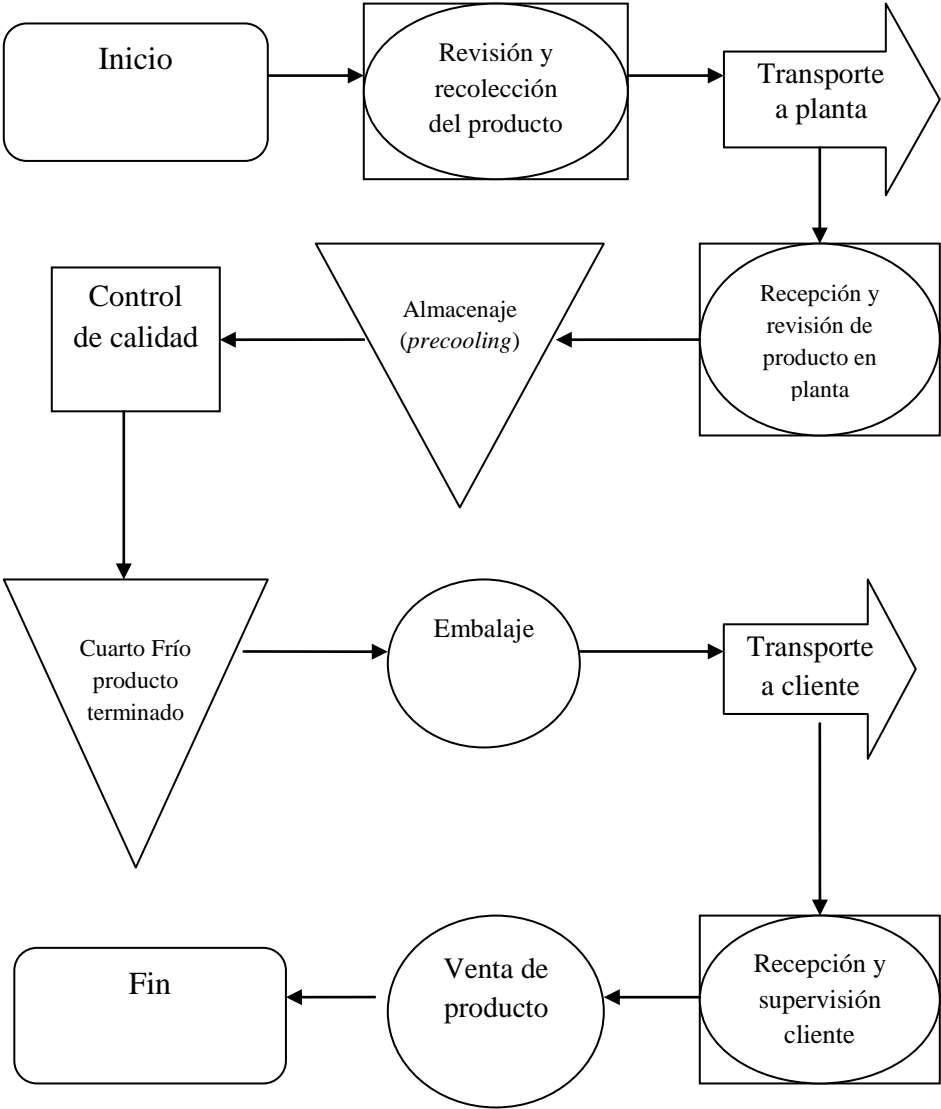 Inicio
Revisión y
recolección
del producto
Transporte
a planta
Recepción y
revisión de
producto en
planta
Almacenaje
(precooling)
Control
de calidad
Cuarto Frío
producto
terminado
Embalaje
Transporte
a cliente
Recepción y
supervisión
cliente
Venta de
producto
Fin